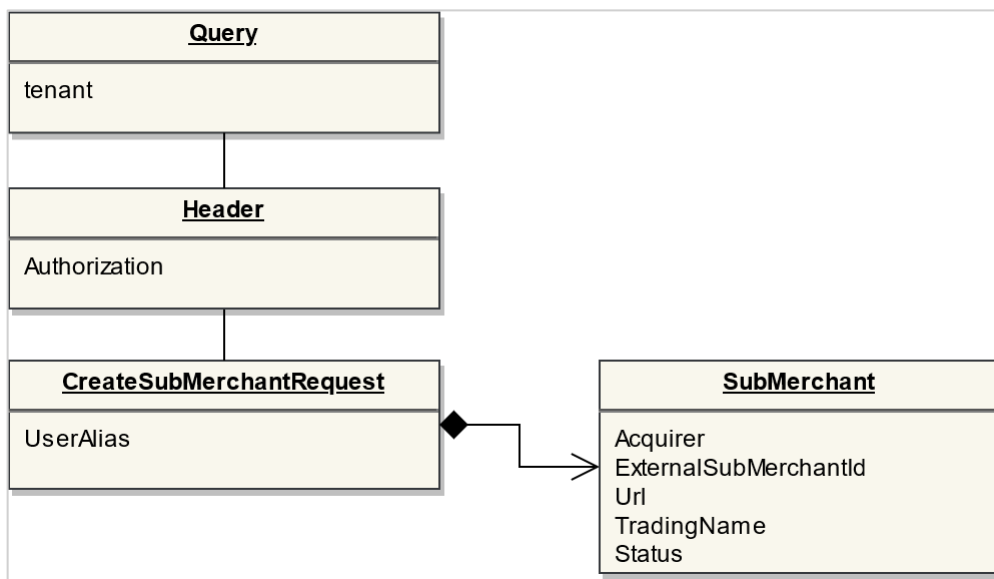 Query
tenant
Header
Authorization
CreateSubMerchantRequest
UserAlias
SubMerchant
Acquirer
ExternalSubMerchantId
Url
TradingName
Status